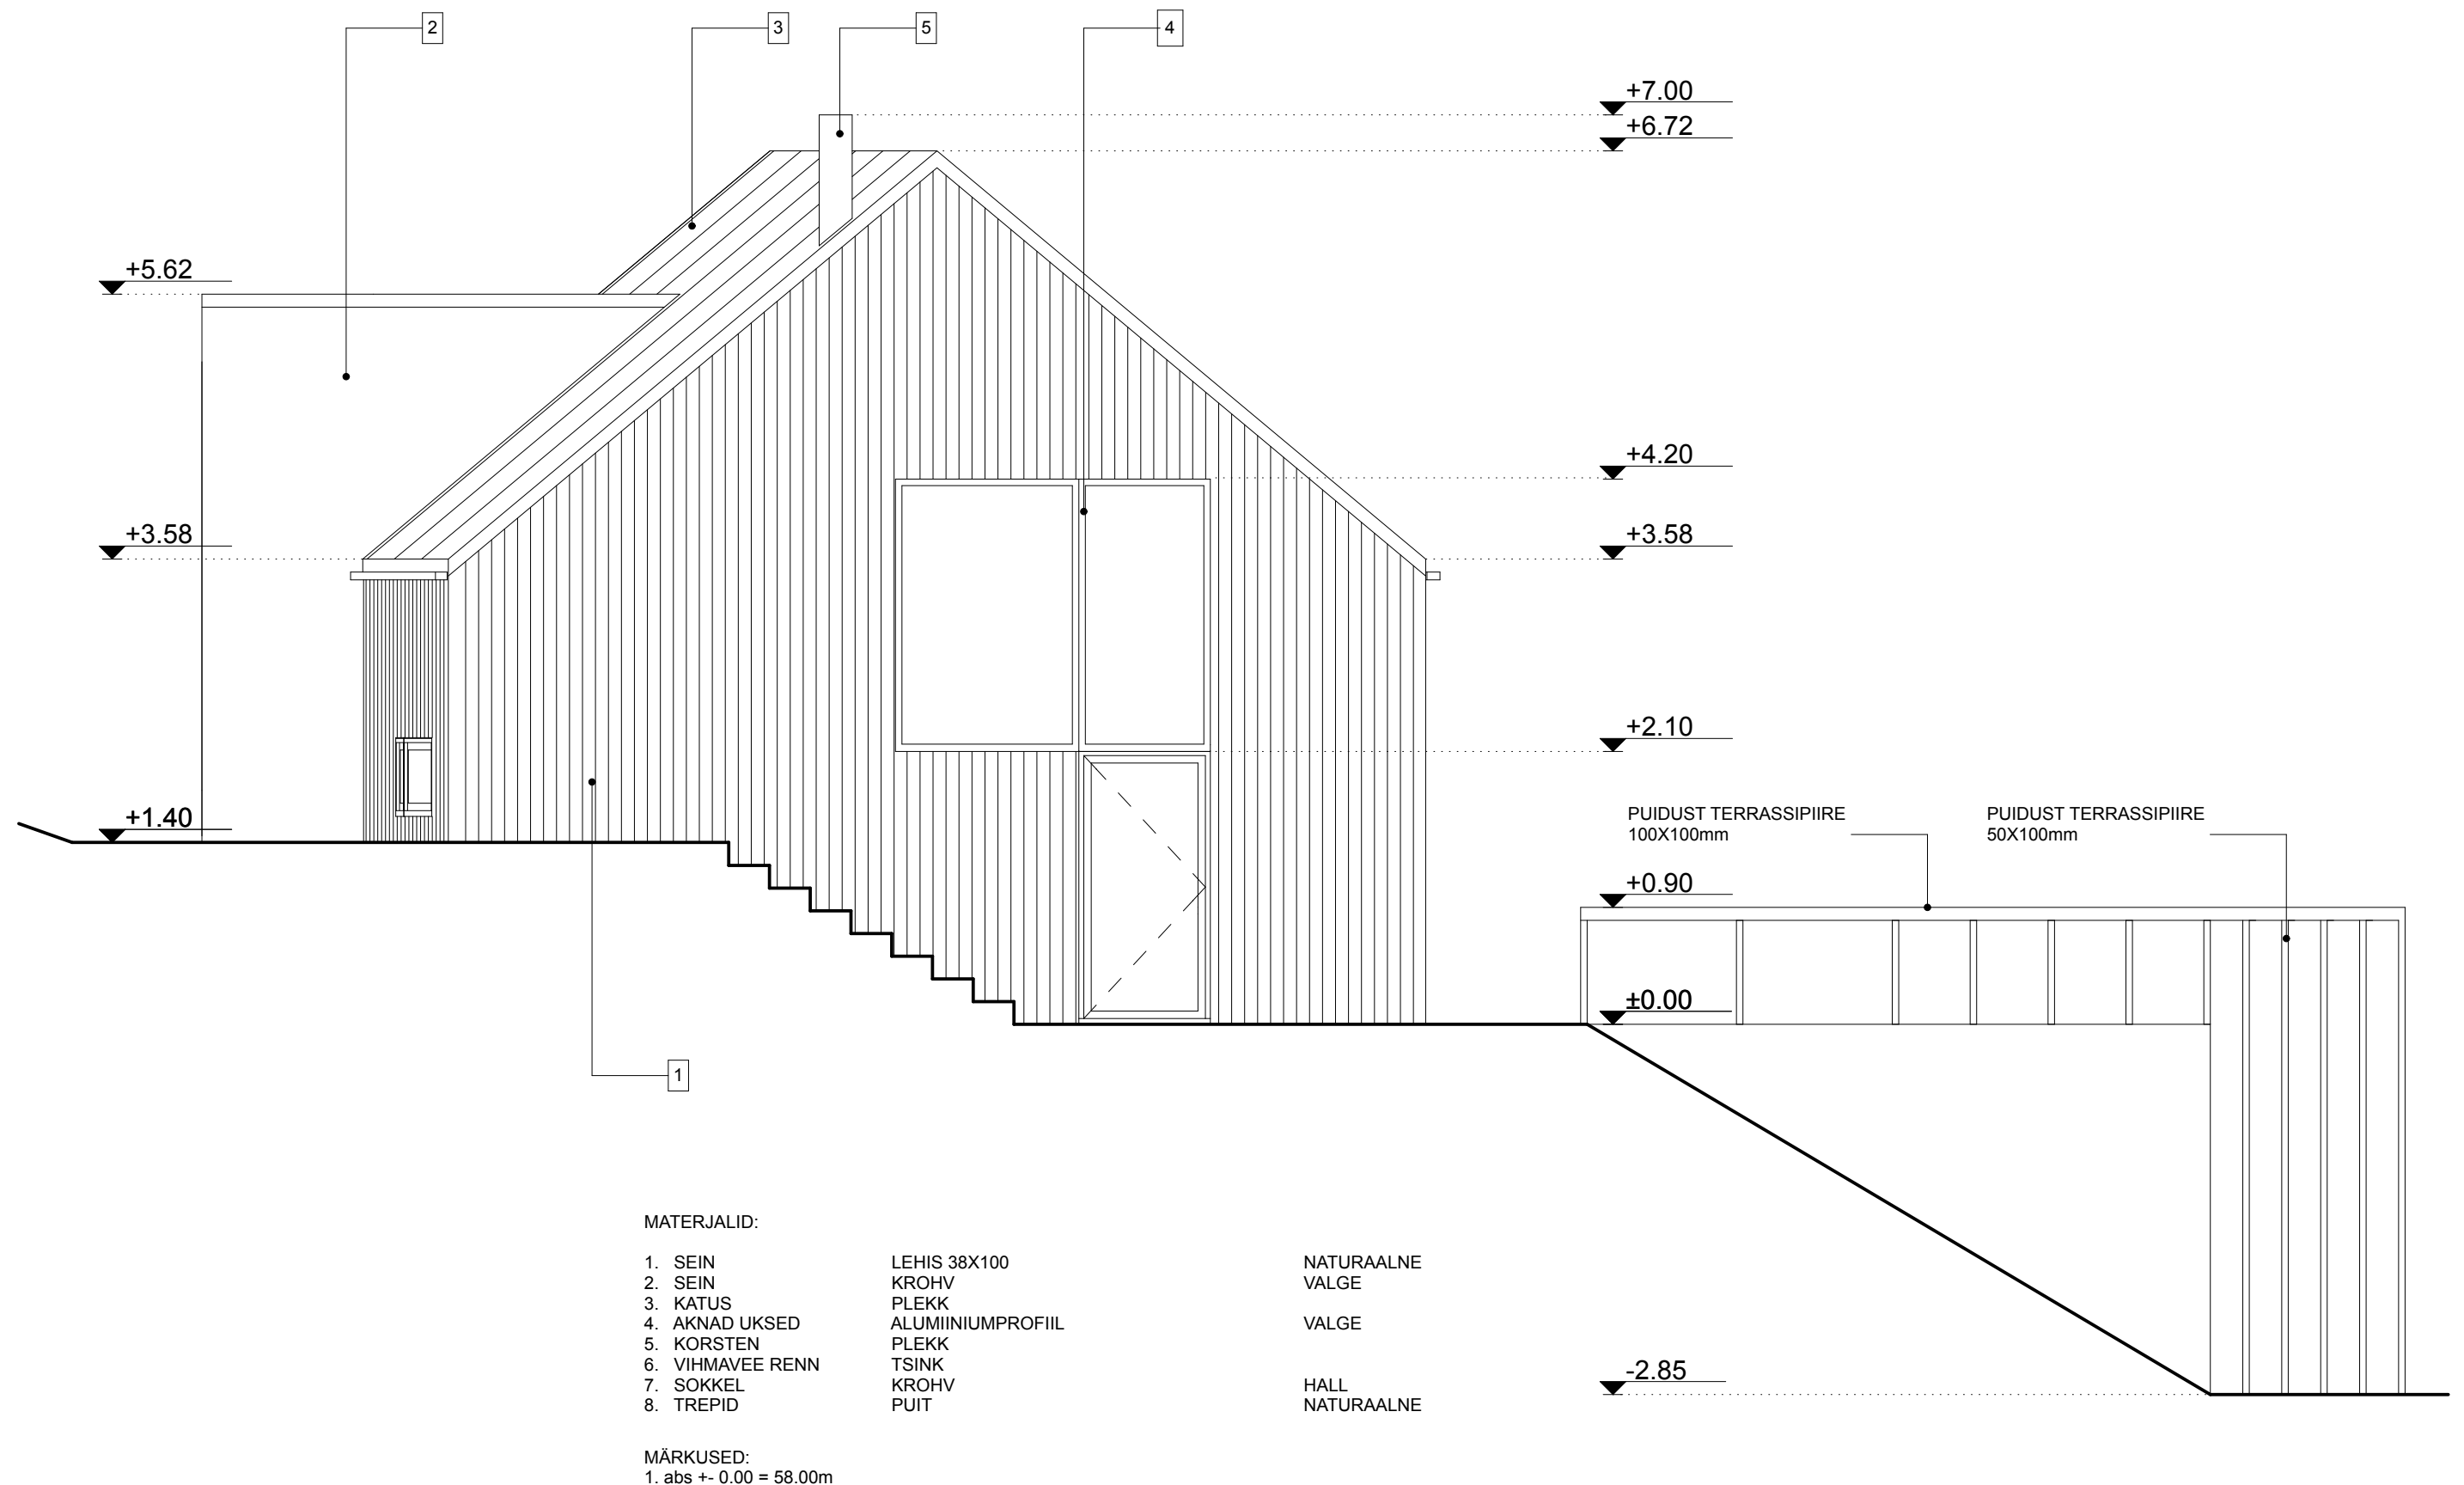 2
3
5
4
+7.00
+6.72
+5.62
+4.20
+3.58
+3.58
+2.10
+1.40
PUIDUST TERRASSIPIIRE
100X100mm
PUIDUST TERRASSIPIIRE
50X100mm
+0.90
±0.00
1
-2.85
MATERJALID:
1. SEIN LEHIS 38X100 NATURAALNE
2. SEIN KROHV VALGE
3. KATUS PLEKK
4. AKNAD UKSED ALUMIINIUMPROFIIL VALGE
5. KORSTEN PLEKK
6. VIHMAVEE RENN TSINK
7. SOKKEL KROHV HALL
8. TREPID PUIT NATURAALNE
MÄRKUSED:
1. abs +- 0.00 = 58.00m